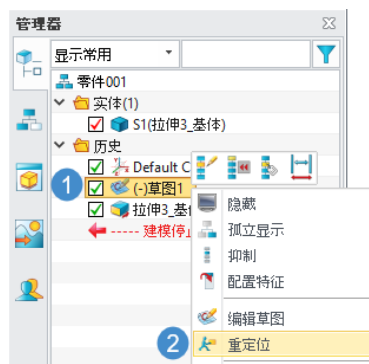 管理器
显示常用
零件001
实体(1)
S1(拉伸3_基体)
历史
Default C
1
(-)草图1
拉伸3_基
----- 建模停
隐藏
孤立显示
抑制
配置特征
编辑草图
2
重定位